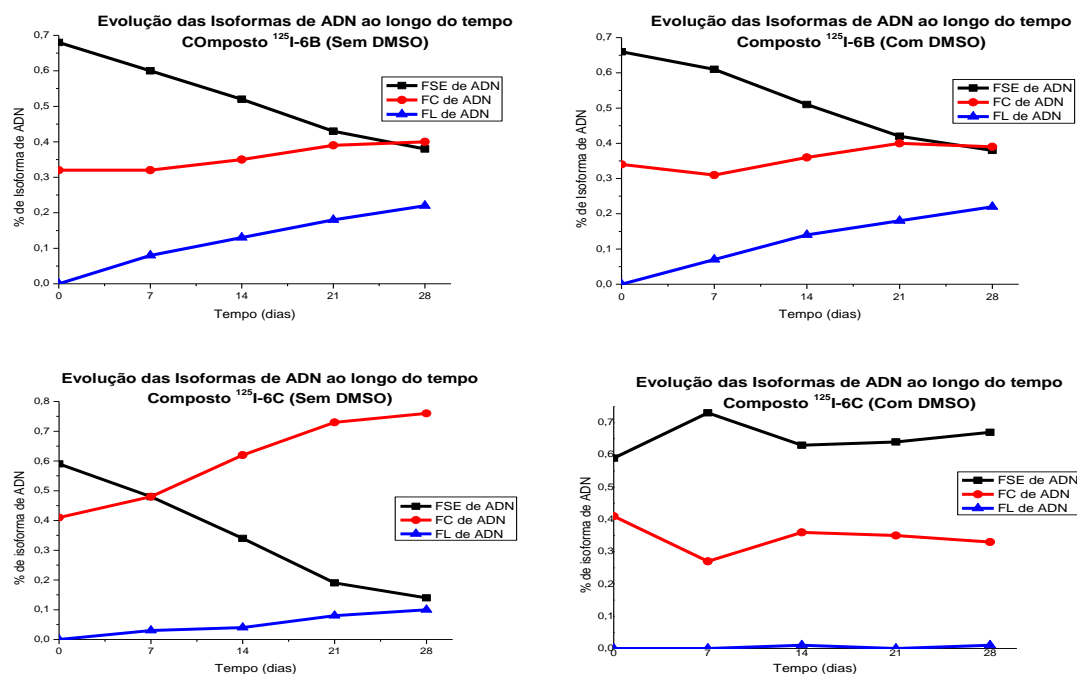 Evolução das Isoformas de ADN ao longo do tempo
COmposto ¹²⁵I-6B (Sem DMSO)
% de Isoforma de ADN
0,7
0,6
0,5
0,4
0,3
0,2
0,1
0,0
FSE de ADN
FC de ADN
FL de ADN
0 7 14 21 28
Tempo (dias)
Evolução das Isoformas de ADN ao longo do tempo
Composto ¹²⁵I-6B (Com DMSO)
% de Isoforma de ADN
0,7
0,6
0,5
0,4
0,3
0,2
0,1
0,0
FSE de ADN
FC de ADN
FL de ADN
0 7 14 21 28
Tempo (dias)
Evolução das Isoformas de ADN ao longo do tempo
Composto ¹²⁵I-6C (Sem DMSO)
% de isoforma de ADN
0,8
0,7
0,6
0,5
0,4
0,3
0,2
0,1
0,0
FSE de ADN
FC de ADN
FL de ADN
0 7 14 21 28
Tempo (dias)
Evolução das Isoformas de ADN ao longo do tempo
Composto ¹²⁵I-6C (Com DMSO)
% de isoforma de ADN
0,7
0,6
0,5
0,4
0,3
0,2
0,1
0,0
FSE de ADN
FC de ADN
FL de ADN
0 7 14 21 28
Tempo (dias)